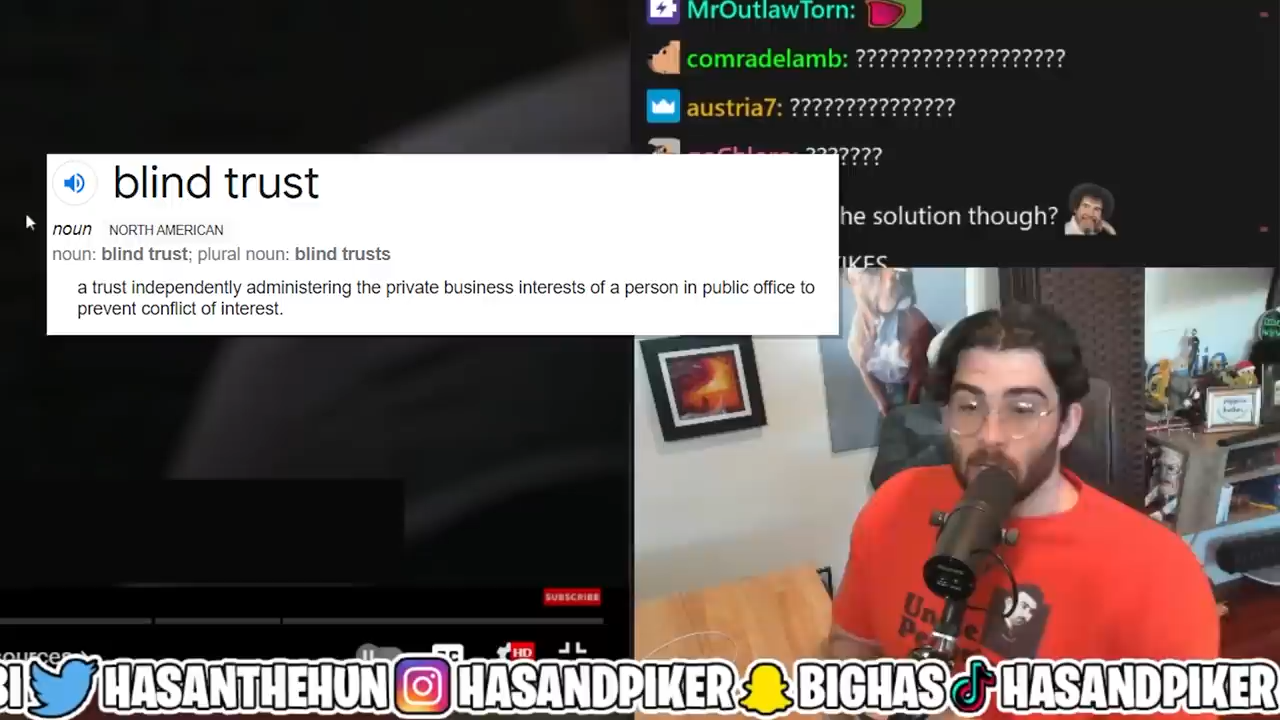 MrOutlawTorn:
comradelamb: ???????????????????
austria7: ???????????????
???????
he solution though?
blind trust
noun NORTH AMERICAN
noun: blind trust; plural noun: blind trusts
a trust independently administering the private business interests of a person in public office to
prevent conflict of interest.
SUBSCRIBE
HD
HASANTHEHUN HASANDPIKER BIGHAS HASANDPIKER